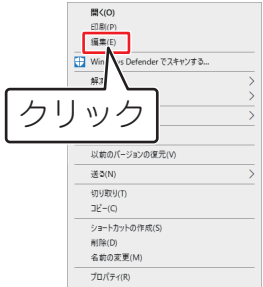 開く(O)
印刷(P)
編集(E)
Win s Defender でスキャンする...
解
クリック
以前のバージョンの復元(V)
送る(N)
切り取り(T)
コピー(C)
ショートカットの作成(S)
削除(D)
名前の変更(M)
プロパティ(R)